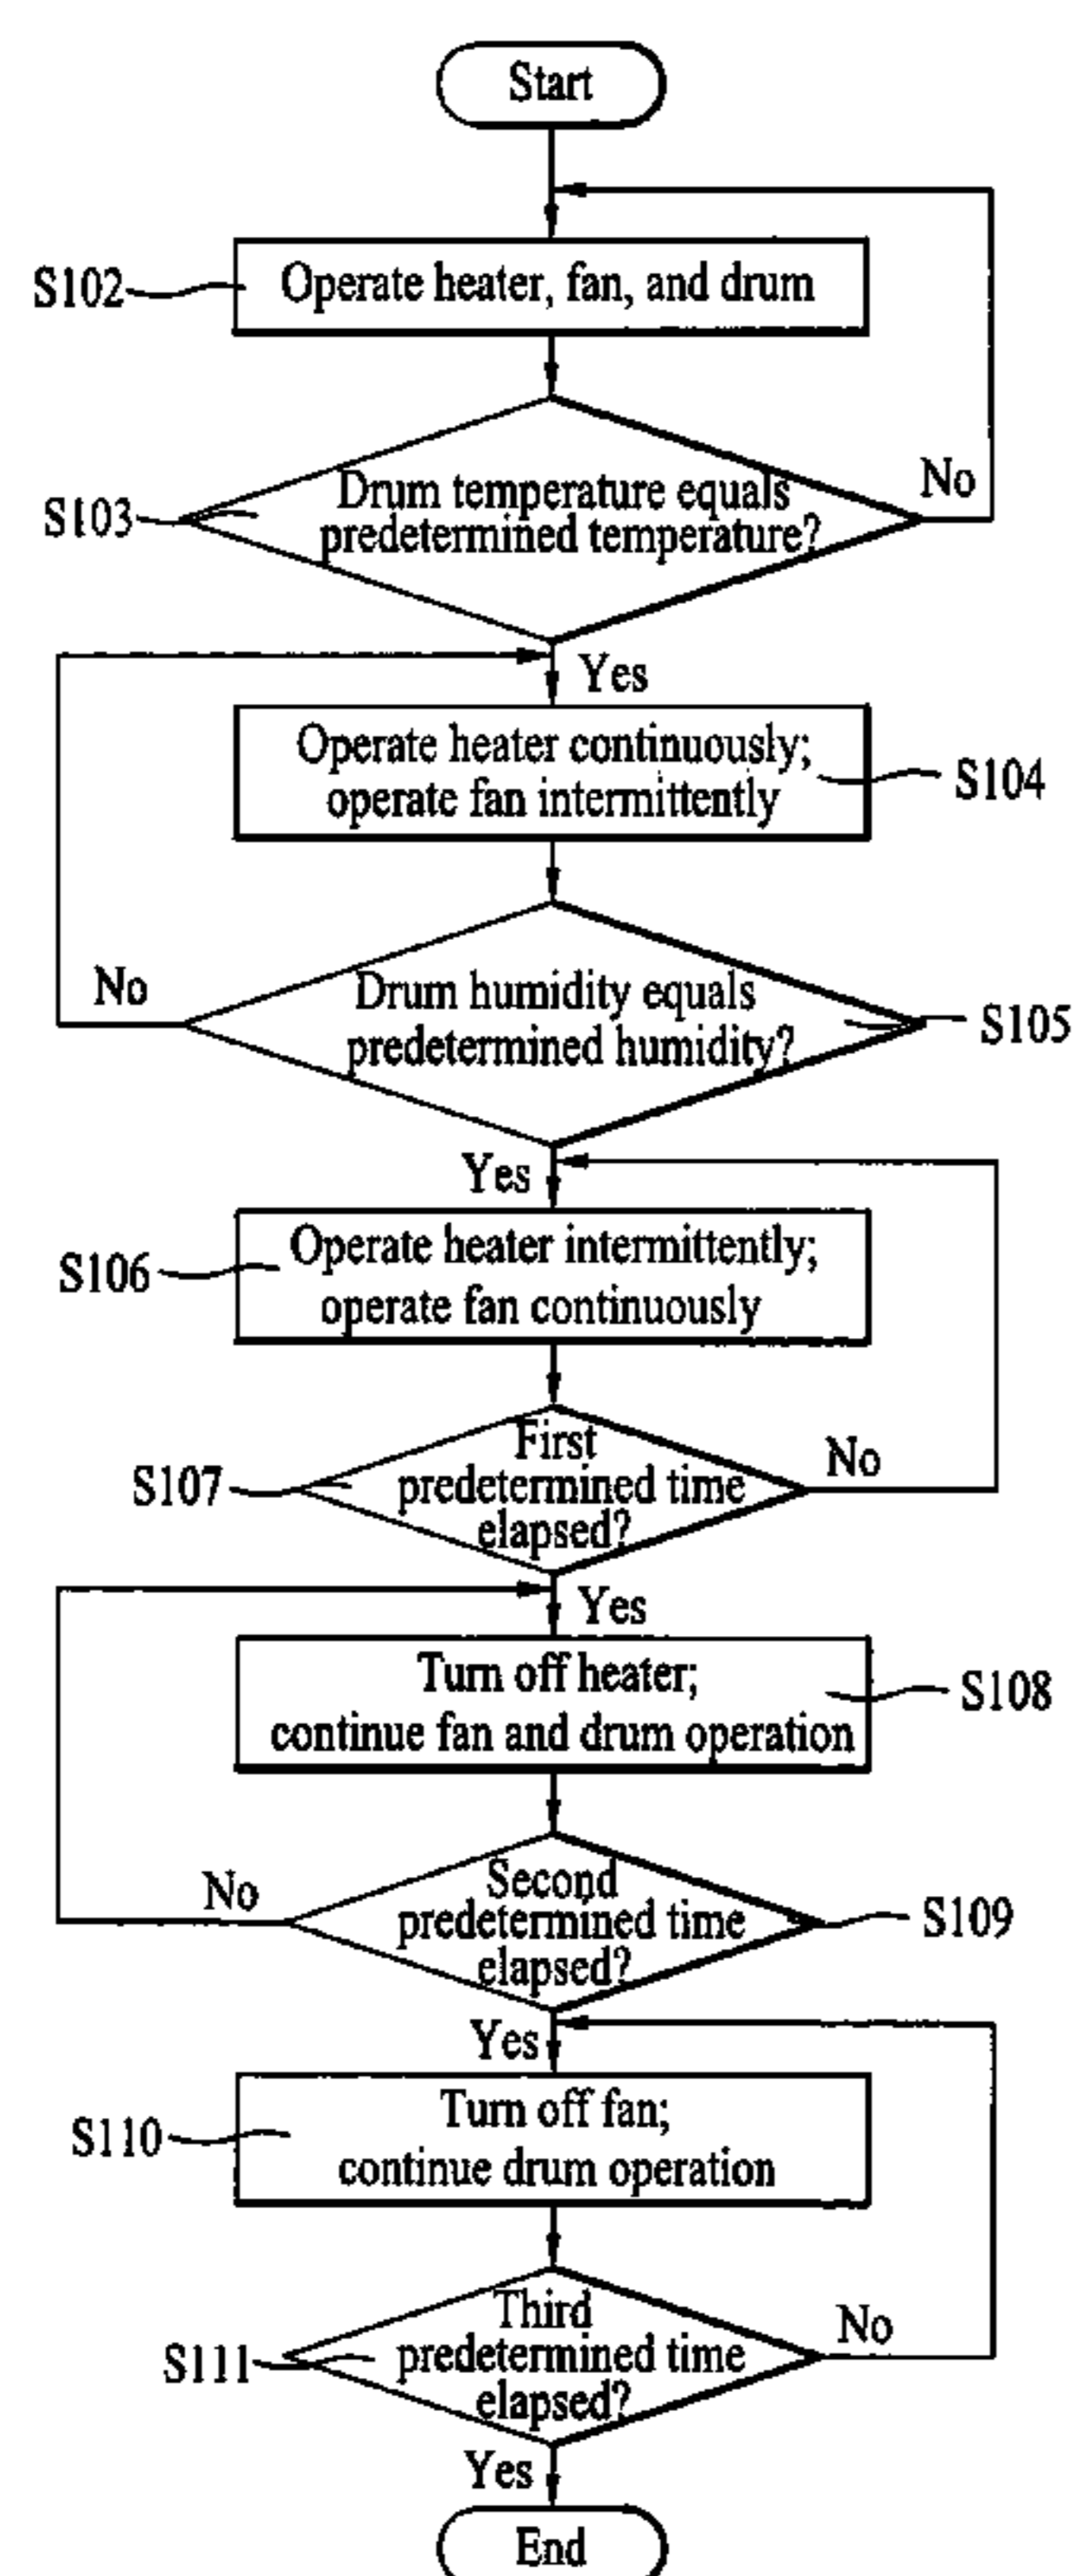 Start
S102
Operate heater, fan, and drum
S103
Drum temperature equals
predetermined temperature?
No
Yes
Operate heater continuously;
operate fan intermittently
S104
No
Drum humidity equals
predetermined humidity?
S105
Yes
S106
Operate heater intermittently;
operate fan continuously
S107
First
predetermined time
elapsed?
No
Yes
Turn off heater;
continue fan and drum operation
S108
No
Second
predetermined time
elapsed?
S109
Yes
S110
Turn off fan;
continue drum operation
S111
Third
predetermined time
elapsed?
No
Yes
End